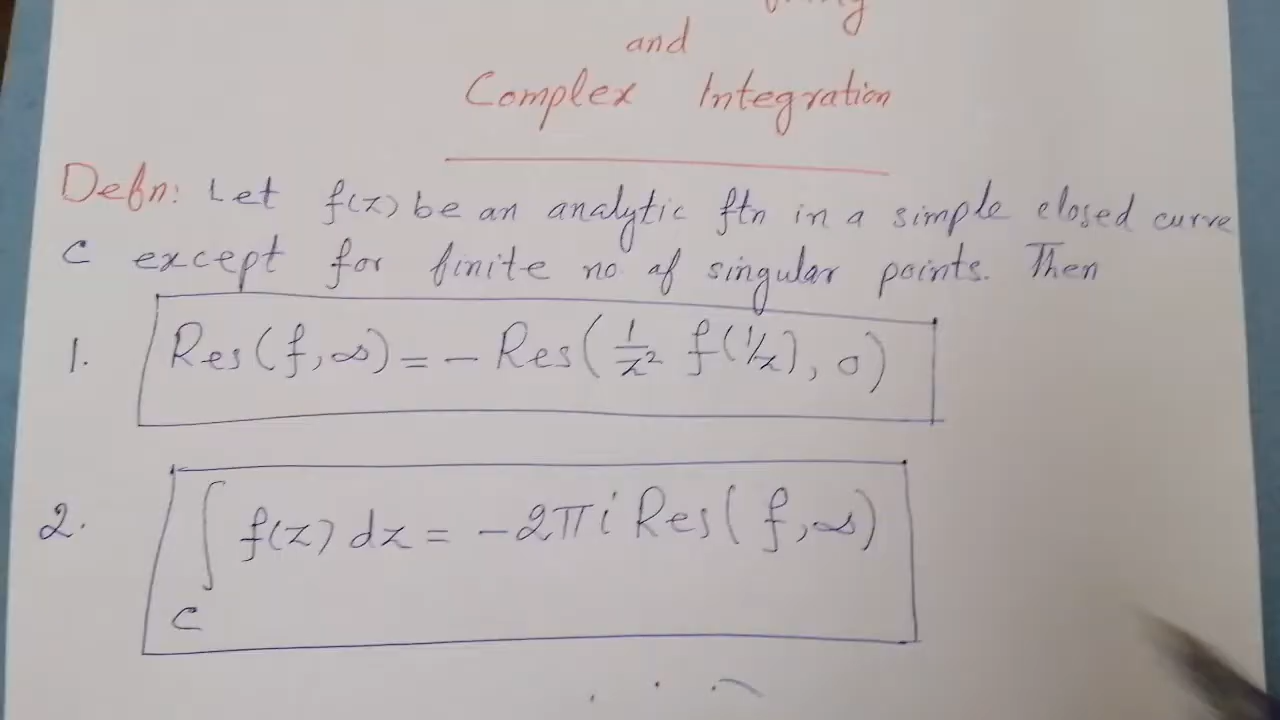 and
Complex Integration
Defn: Let f(z) be an analytic ftn in a simple closed curve
C except for finite no. of singular points. Then
1. Res(f,∞) = - Res(1/z² f(1/z), 0)
2. ∫_C f(z) dz = -2πi Res(f,∞)